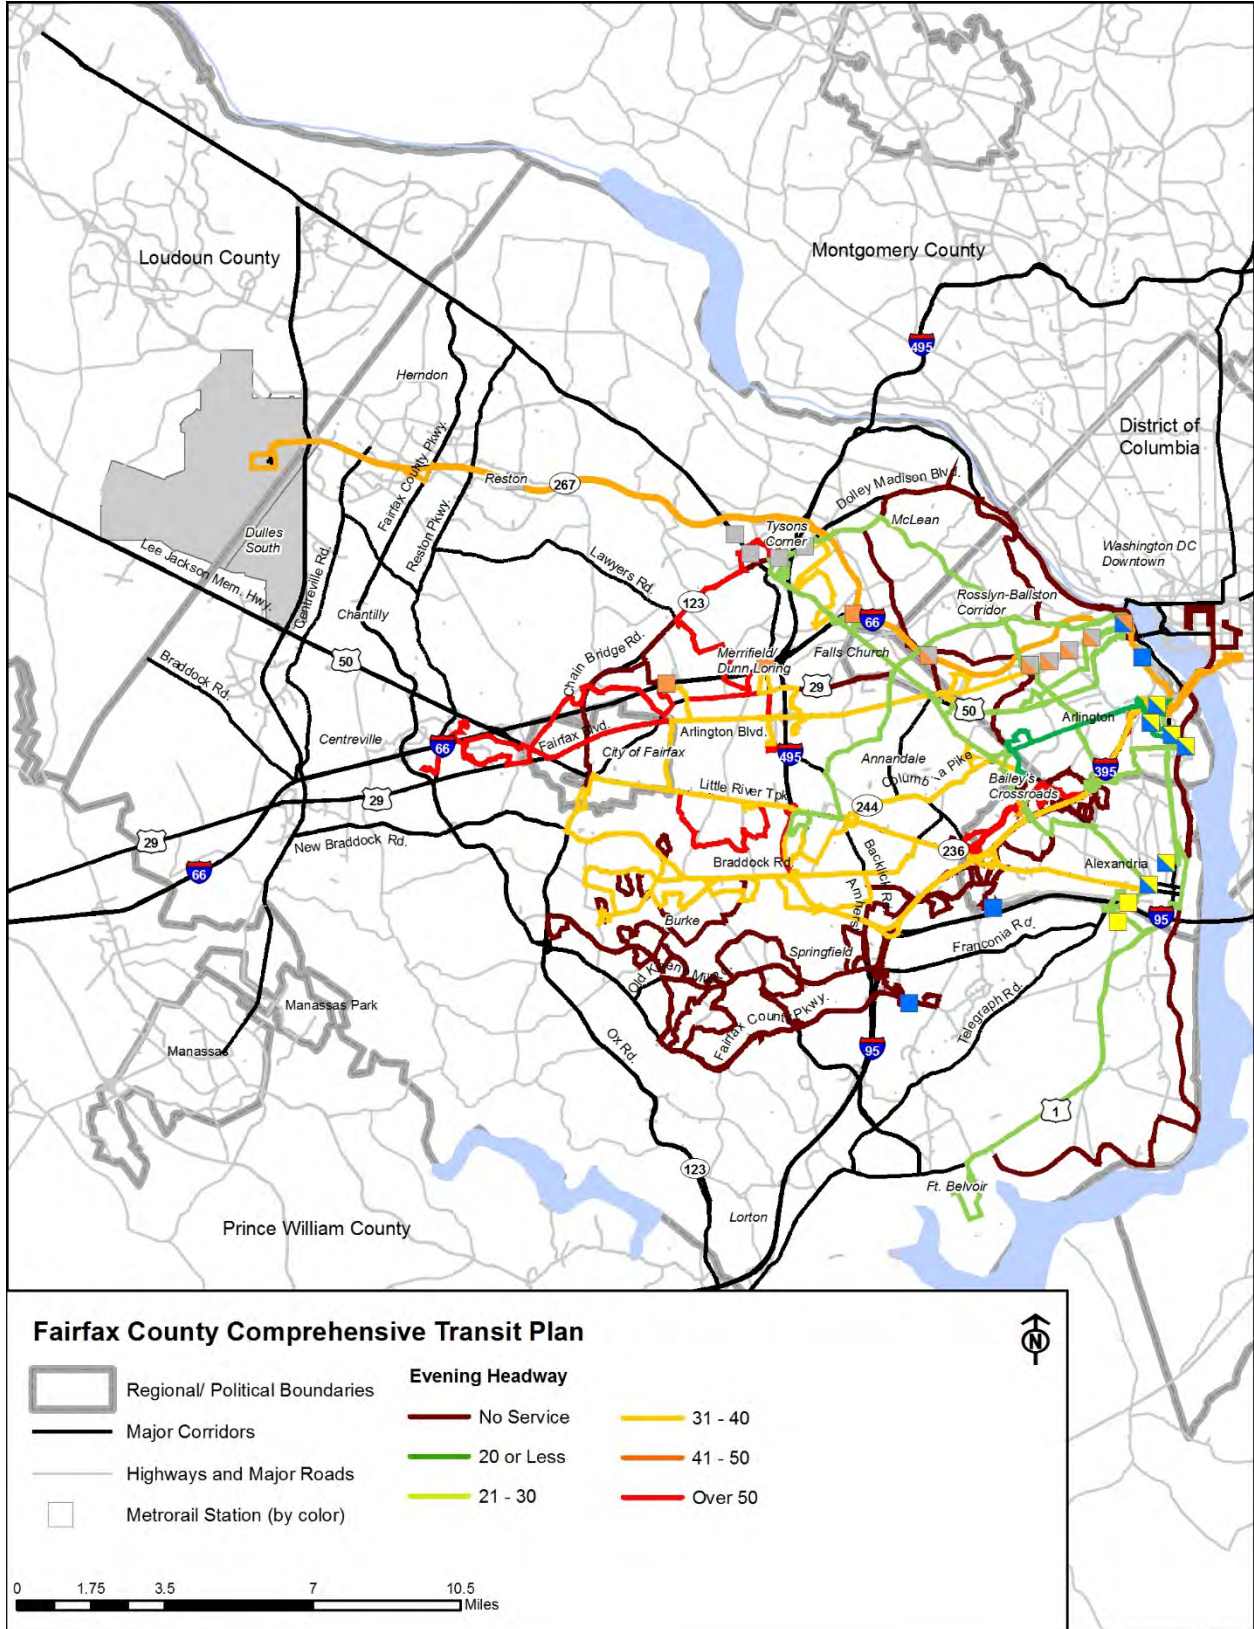 Loudoun County
Montgomery County
495
Herndon
District of
Columbia
Fairfax County Pkwy.
Reston
267
Dolley Madison Blvd.
McLean
Tysons
Corner
Reston Pkwy.
Dulles
South
Washington DC
Downtown
Lee Jackson Mem. Hwy.
Centreville Rd.
Lawyers Rd.
Rosslyn-Ballston
Corridor
123
Chantilly
66
Falls Church
Merrifield/
Dunn Loring
Chain Bridge Rd.
50
29
Braddock Rd.
50
Arlington
Centreville
66
Fairfax Blvd.
Arlington Blvd.
City of Fairfax
495
Annandale
395
Bailey's
Crossroads
Little River Tpk.
29
244
29
New Braddock Rd.
236
Braddock Rd.
Backlick Rd.
Alexandria
66
Burke
95
Franconia Rd.
Springfield
Manassas Park
Fairfax County Pkwy.
Telegraph Rd.
Ox Rd.
95
Manassas
1
123
Ft. Belvoir
Lorton
Prince William County
Fairfax County Comprehensive Transit Plan
N
Regional/ Political Boundaries
Major Corridors
Highways and Major Roads
Metrorail Station (by color)
Evening Headway
No Service
20 or Less
21 - 30
31 - 40
41 - 50
Over 50
0 1.75 3.5 7 10.5
Miles